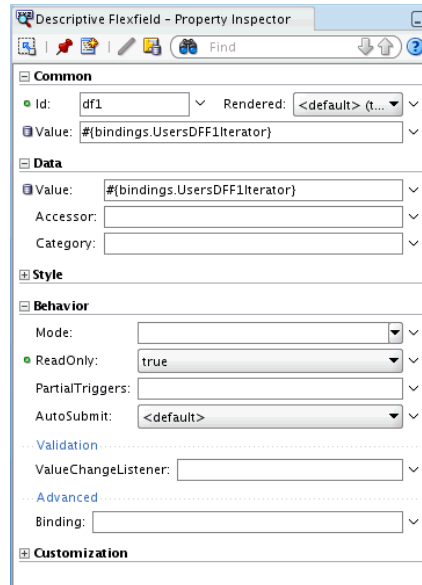 Descriptive Flexfield - Property Inspector
Find
Common
Id: df1 Rendered: <default> (t...
Value: #{bindings.UsersDFF1Iterator}
Data
Value: #{bindings.UsersDFF1Iterator}
Accessor:
Category:
Style
Behavior
Mode:
ReadOnly: true
PartialTriggers:
AutoSubmit: <default>
Validation
ValueChangeListener:
Advanced
Binding:
Customization